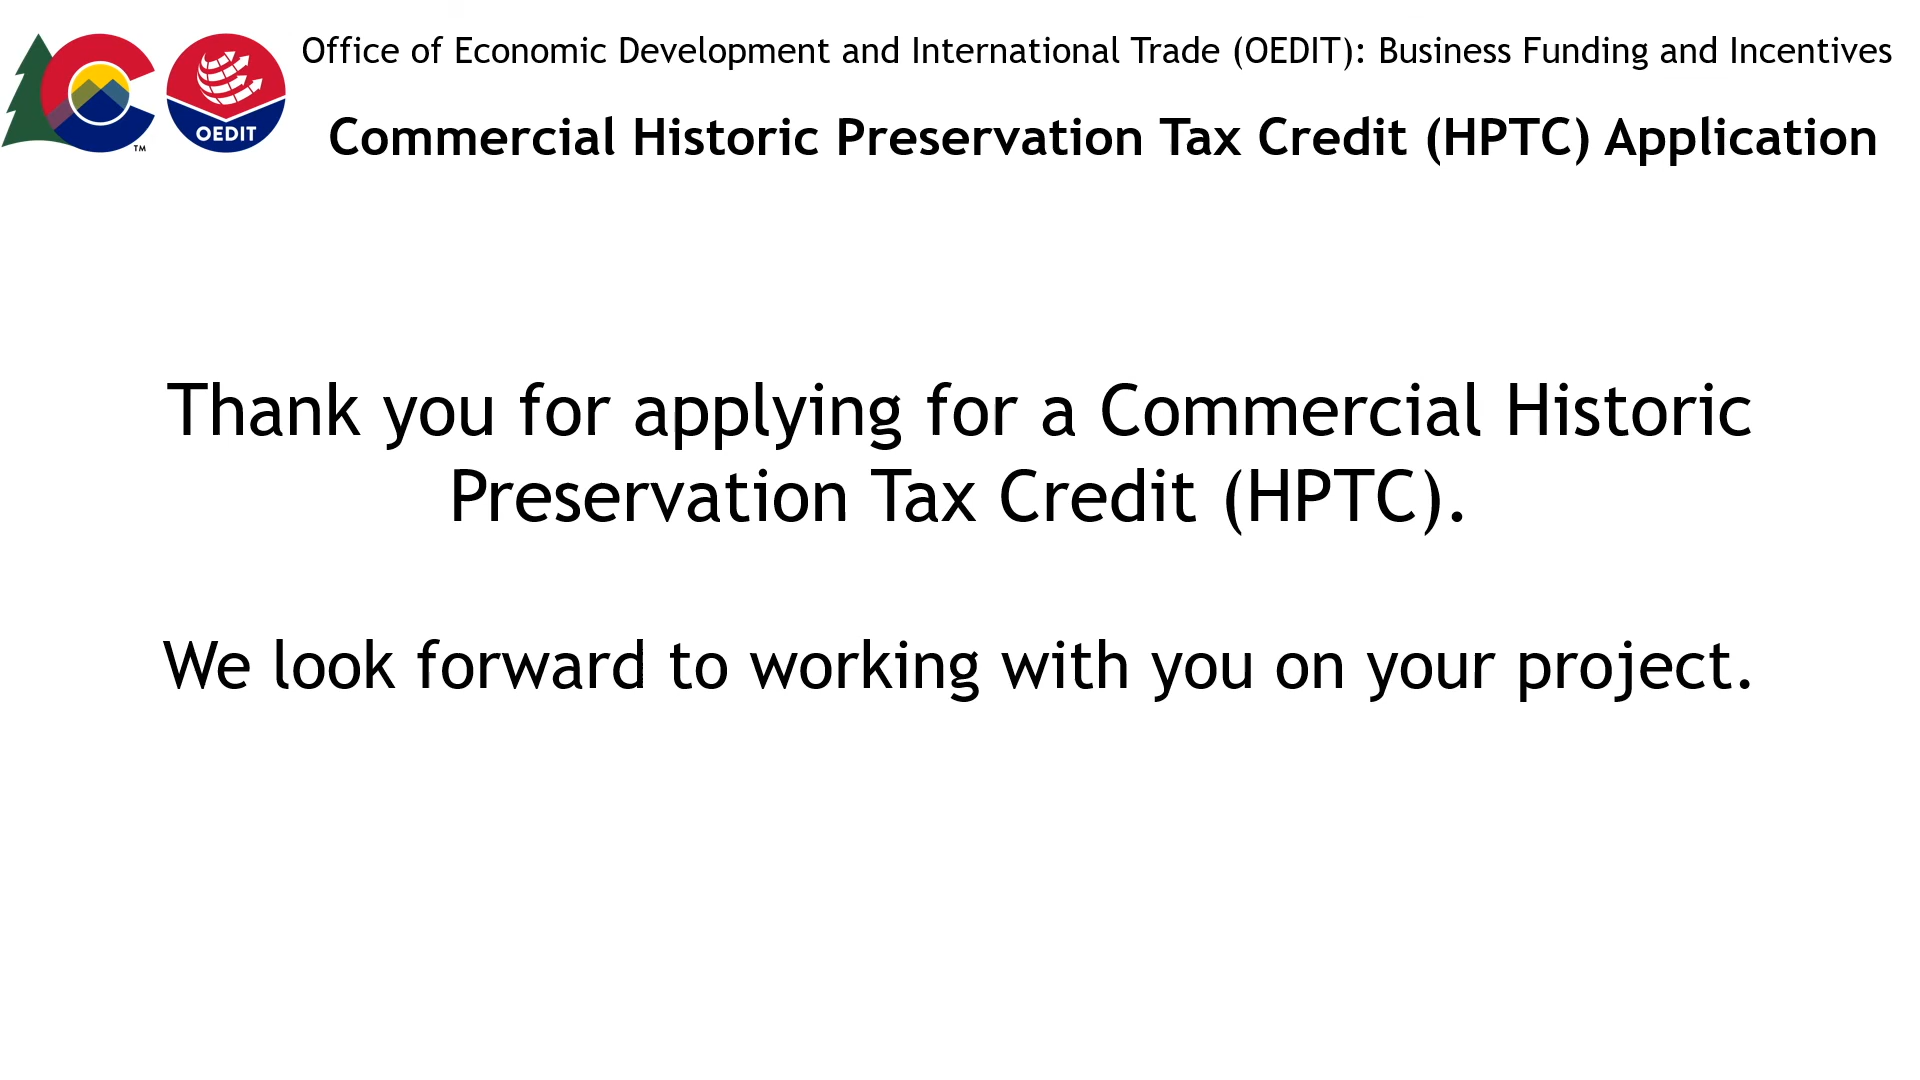 Office of Economic Development and International Trade (OEDIT): Business Funding and Incentives
Commercial Historic Preservation Tax Credit (HPTC) Application
TM
OEDIT
Thank you for applying for a Commercial Historic
Preservation Tax Credit (HPTC).
We look forward to working with you on your project.